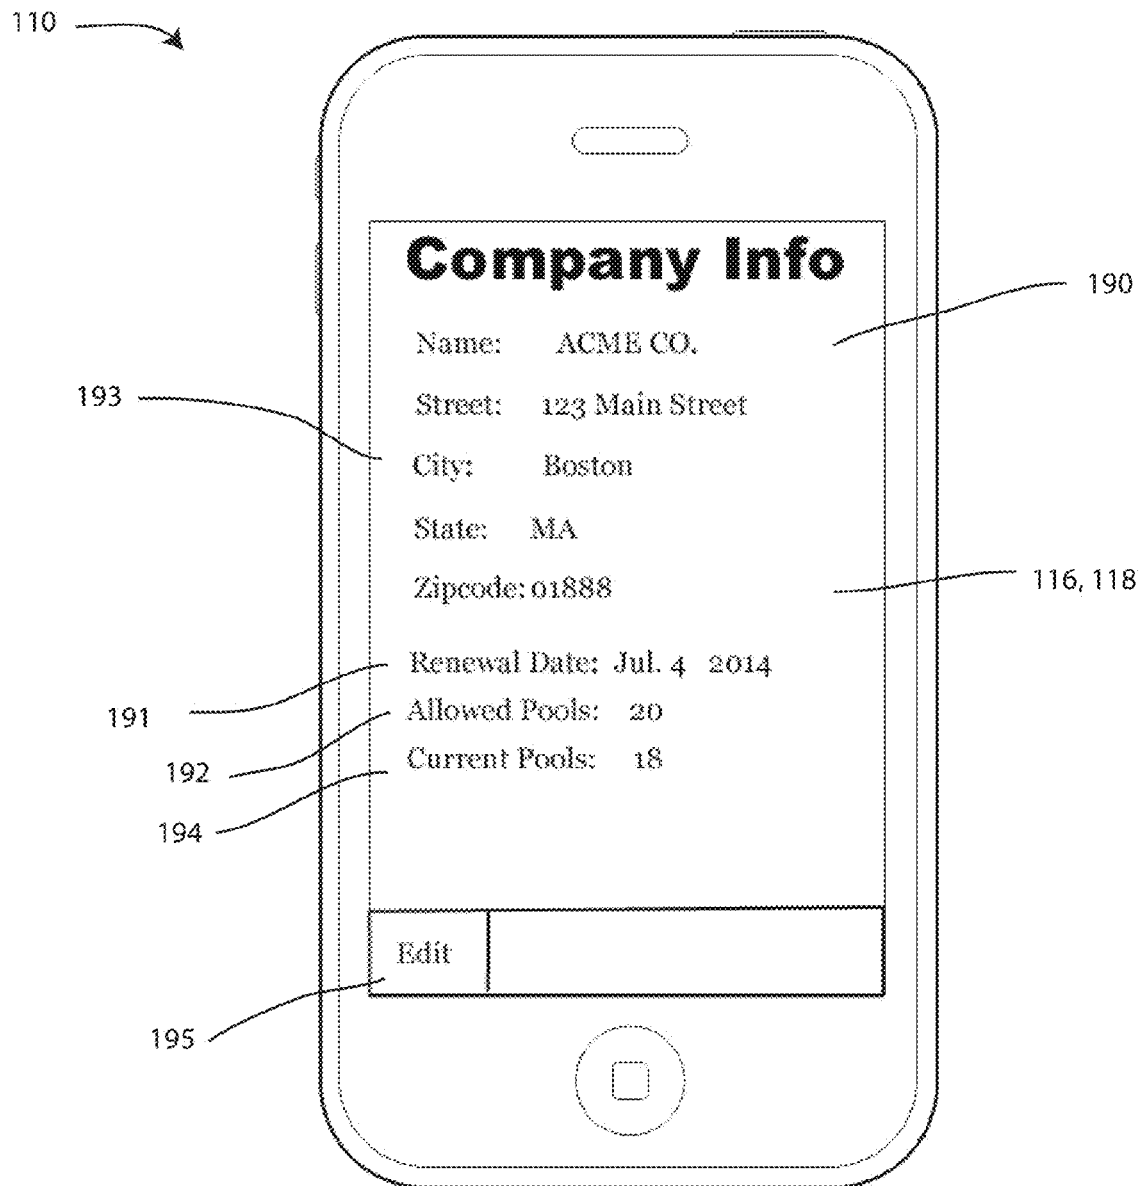 110
Company Info
190
Name: ACME CO.
193
Street: 123 Main Street
City: Boston
State: MA
Zipcode: 01888
116, 118
Renewal Date: Jul. 4 2014
191
Allowed Pools: 20
192
Current Pools: 18
194
Edit
195